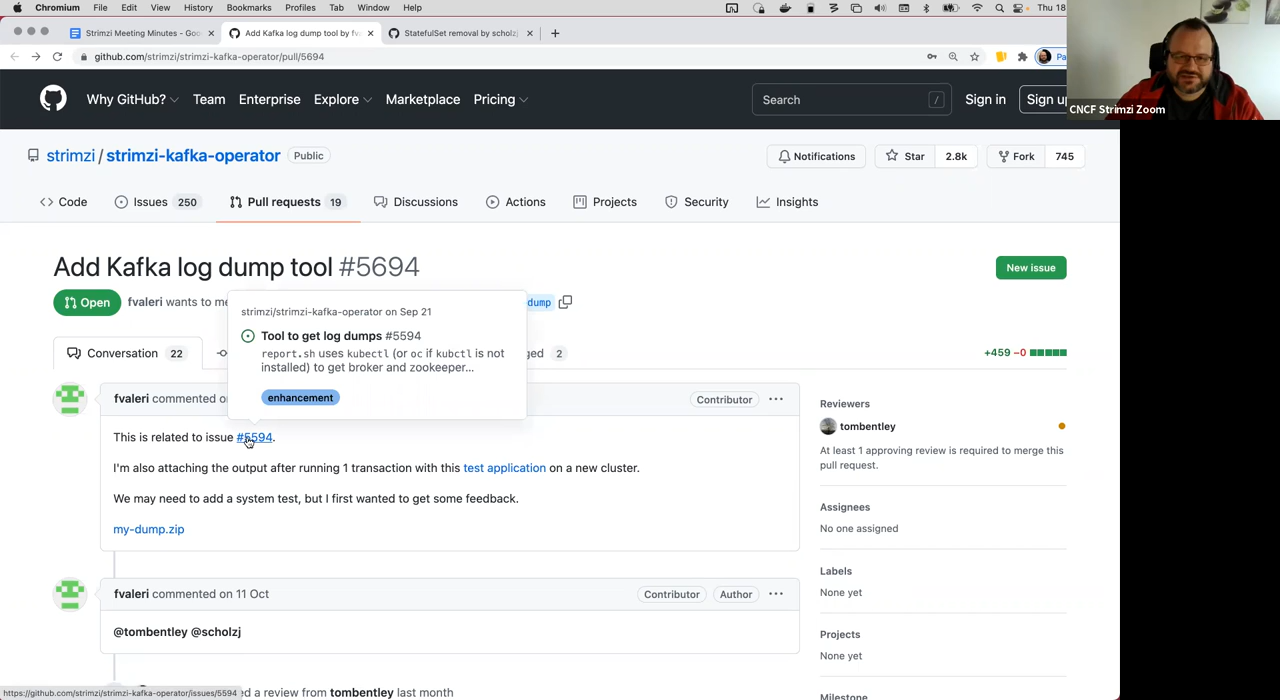 Chromium File Edit View History Bookmarks Profiles Tab Window Help Thu 18
Strimzi Meeting Minutes - Goo
Add Kafka log dump tool by fva
StatefulSet removal by scholzj
github.com/strimzi/strimzi-kafka-operator/pull/5694
Pa
CNCF Strimzi Zoom
Why GitHub? Team Enterprise Explore Marketplace Pricing
Search /
Sign in
Sign up
strimzi / strimzi-kafka-operator Public
Notifications Star 2.8k Fork 745
Code Issues 250 Pull requests 19 Discussions Actions Projects Security Insights
Add Kafka log dump tool #5694
New issue
Open fvaleri wants to me dump
strimzi/strimzi-kafka-operator on Sep 21
Tool to get log dumps #5594
report.sh uses kubectl (or oc if kubctl is not
installed) to get broker and zookeeper...
enhancement
Conversation 22 ged 2
+459 −0
fvaleri commented o Contributor
This is related to issue #5594.
I'm also attaching the output after running 1 transaction with this test application on a new cluster.
We may need to add a system test, but I first wanted to get some feedback.
my-dump.zip
fvaleri commented on 11 Oct Contributor Author
@tombentley @scholzj
d a review from tombentley last month
Reviewers
tombentley
At least 1 approving review is required to merge this
pull request.
Assignees
No one assigned
Labels
None yet
Projects
None yet
Milestone
https://github.com/strimzi/strimzi-kafka-operator/issues/5594